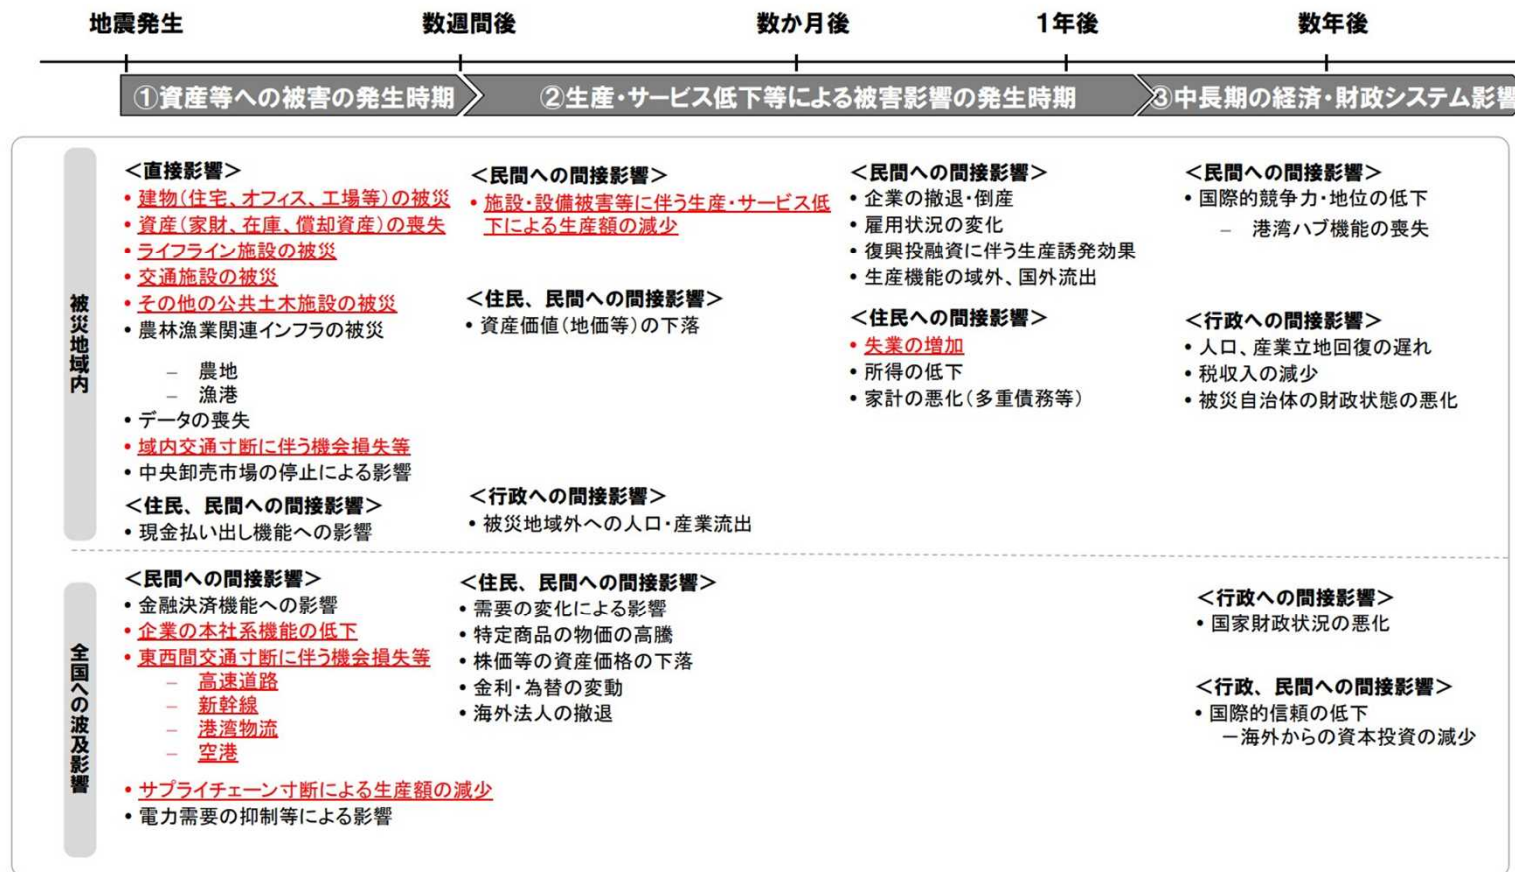 地震発生
数週間後
数か月後
1年後
数年後
①資産等への被害の発生時期
②生産・サービス低下等による被害影響の発生時期
③中長期の経済・財政システム影響
被災地域内
＜直接影響＞
• 建物（住宅、オフィス、工場等）の被災
• 資産（家財、在庫、償却資産）の喪失
• ライフライン施設の被災
• 交通施設の被災
• その他の公共土木施設の被災
• 農林漁業関連インフラの被災
– 農地
– 漁港
• データの喪失
• 域内交通寸断に伴う機会損失等
• 中央卸売市場の停止による影響
＜住民、民間への間接影響＞
• 現金払い出し機能への影響
＜民間への間接影響＞
• 施設・設備被害等に伴う生産・サービス低
下による生産額の減少
＜住民、民間への間接影響＞
• 資産価値（地価等）の下落
＜行政への間接影響＞
• 被災地域外への人口・産業流出
＜民間への間接影響＞
• 企業の撤退・倒産
• 雇用状況の変化
• 復興投融資に伴う生産誘発効果
• 生産機能の域外、国外流出
＜住民への間接影響＞
• 失業の増加
• 所得の低下
• 家計の悪化（多重債務等）
＜民間への間接影響＞
• 国際的競争力・地位の低下
– 港湾ハブ機能の喪失
＜行政への間接影響＞
• 人口、産業立地回復の遅れ
• 税収入の減少
• 被災自治体の財政状態の悪化
全国への波及影響
＜民間への間接影響＞
• 金融決済機能への影響
• 企業の本社系機能の低下
• 東西間交通寸断に伴う機会損失等
– 高速道路
– 新幹線
– 港湾物流
– 空港
• サプライチェーン寸断による生産額の減少
• 電力需要の抑制等による影響
＜住民、民間への間接影響＞
• 需要の変化による影響
• 特定商品の物価の高騰
• 株価等の資産価格の下落
• 金利・為替の変動
• 海外法人の撤退
＜行政への間接影響＞
• 国家財政状況の悪化
＜行政、民間への間接影響＞
• 国際的信頼の低下
－海外からの資本投資の減少